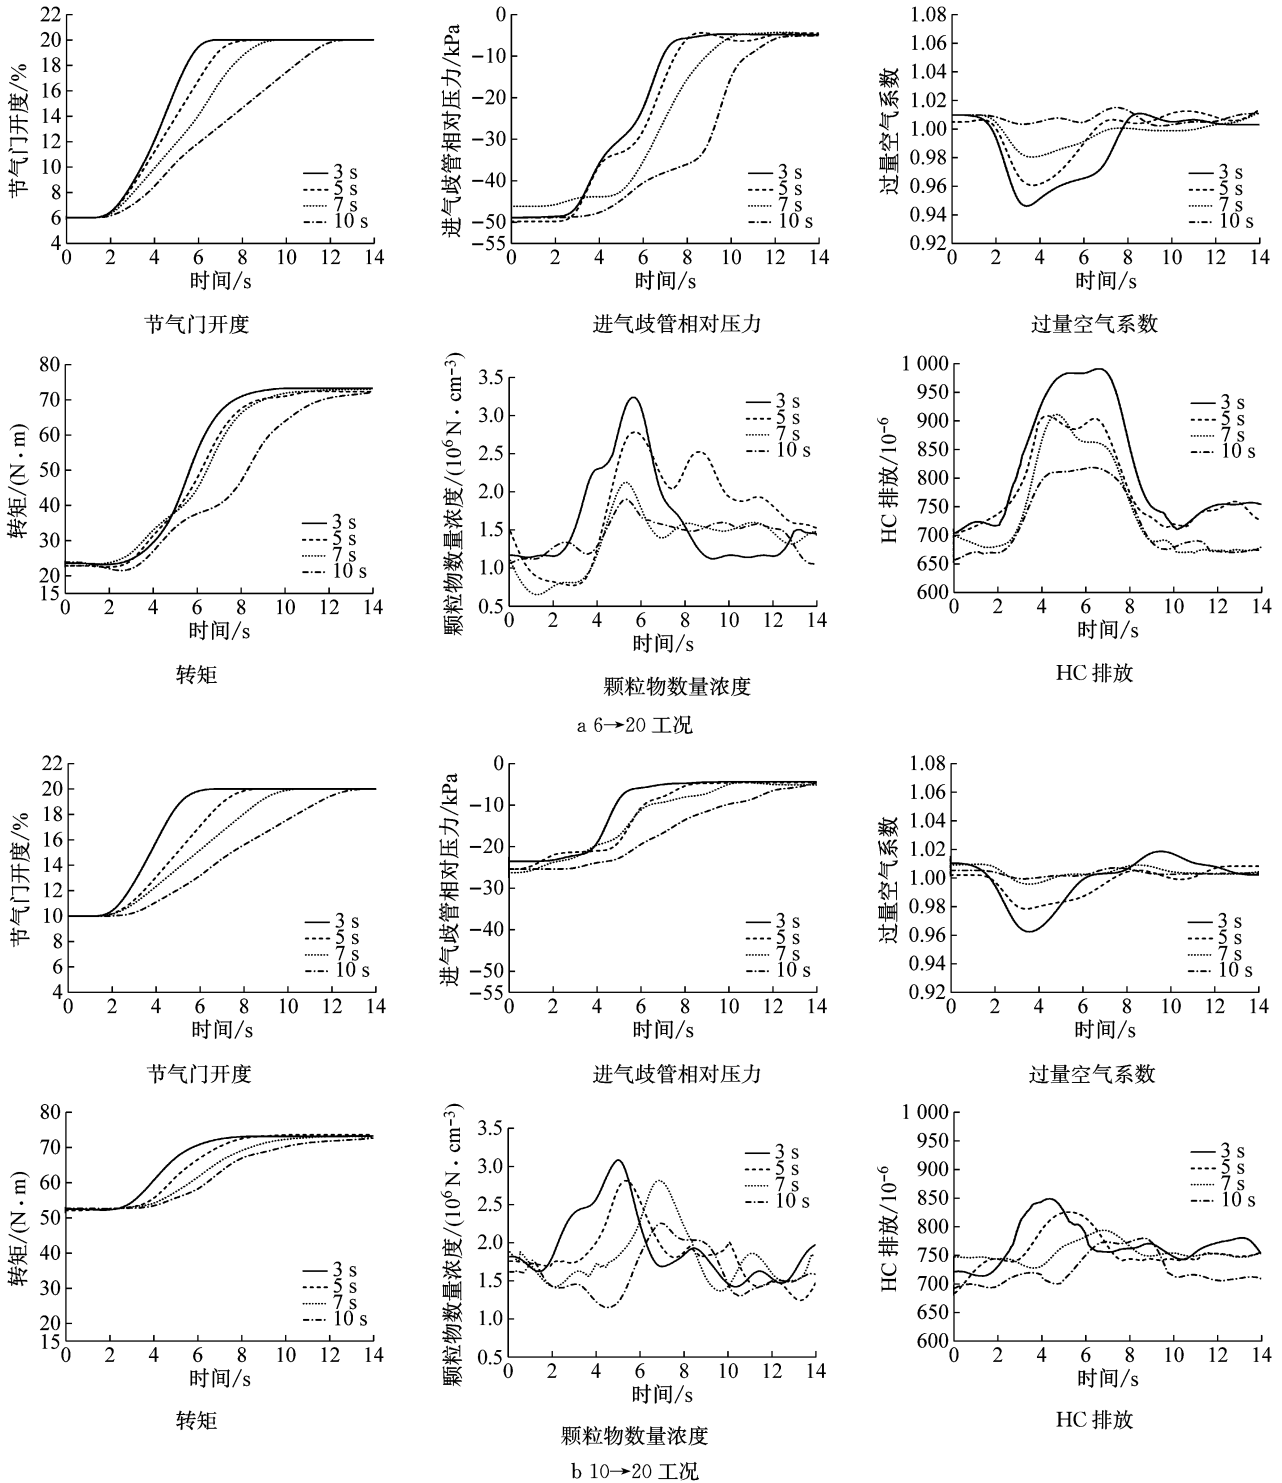 节气门开度/%
22
20
18
16
14
12
10
8
6
4
0 2 4 6 8 10 12 14
时间/s
3 s
5 s
7 s
10 s
节气门开度
进气歧管相对压力/kPa
0
−10
−20
−30
−40
−50
−55
0 2 4 6 8 10 12 14
时间/s
3 s
5 s
7 s
10 s
进气歧管相对压力
过量空气系数
1.08
1.06
1.04
1.02
1.00
0.98
0.96
0.94
0.92
0 2 4 6 8 10 12 14
时间/s
3 s
5 s
7 s
10 s
过量空气系数
转矩/(N·m)
80
70
60
50
40
30
20
15
0 2 4 6 8 10 12 14
时间/s
3 s
5 s
7 s
10 s
转矩
颗粒物数量浓度/(10⁶ N·cm⁻³)
3.5
3.0
2.5
2.0
1.5
1.0
0.5
0 2 4 6 8 10 12 14
时间/s
3 s
5 s
7 s
10 s
颗粒物数量浓度
HC 排放/10⁻⁶
1 000
950
900
850
800
750
700
650
600
0 2 4 6 8 10 12 14
时间/s
3 s
5 s
7 s
10 s
HC 排放
a 6→20 工况
节气门开度/%
22
20
18
16
14
12
10
8
6
4
0 2 4 6 8 10 12 14
时间/s
3 s
5 s
7 s
10 s
节气门开度
进气歧管相对压力/kPa
0
−10
−20
−30
−40
−50
−55
0 2 4 6 8 10 12 14
时间/s
3 s
5 s
7 s
10 s
进气歧管相对压力
过量空气系数
1.08
1.06
1.04
1.02
1.00
0.98
0.96
0.94
0.92
0 2 4 6 8 10 12 14
时间/s
3 s
5 s
7 s
10 s
过量空气系数
转矩/(N·m)
80
70
60
50
40
30
20
15
0 2 4 6 8 10 12 14
时间/s
3 s
5 s
7 s
10 s
转矩
颗粒物数量浓度/(10⁶ N·cm⁻³)
3.5
3.0
2.5
2.0
1.5
1.0
0.5
0 2 4 6 8 10 12 14
时间/s
3 s
5 s
7 s
10 s
颗粒物数量浓度
HC 排放/10⁻⁶
1 000
950
900
850
800
750
700
650
600
0 2 4 6 8 10 12 14
时间/s
3 s
5 s
7 s
10 s
HC 排放
b 10→20 工况